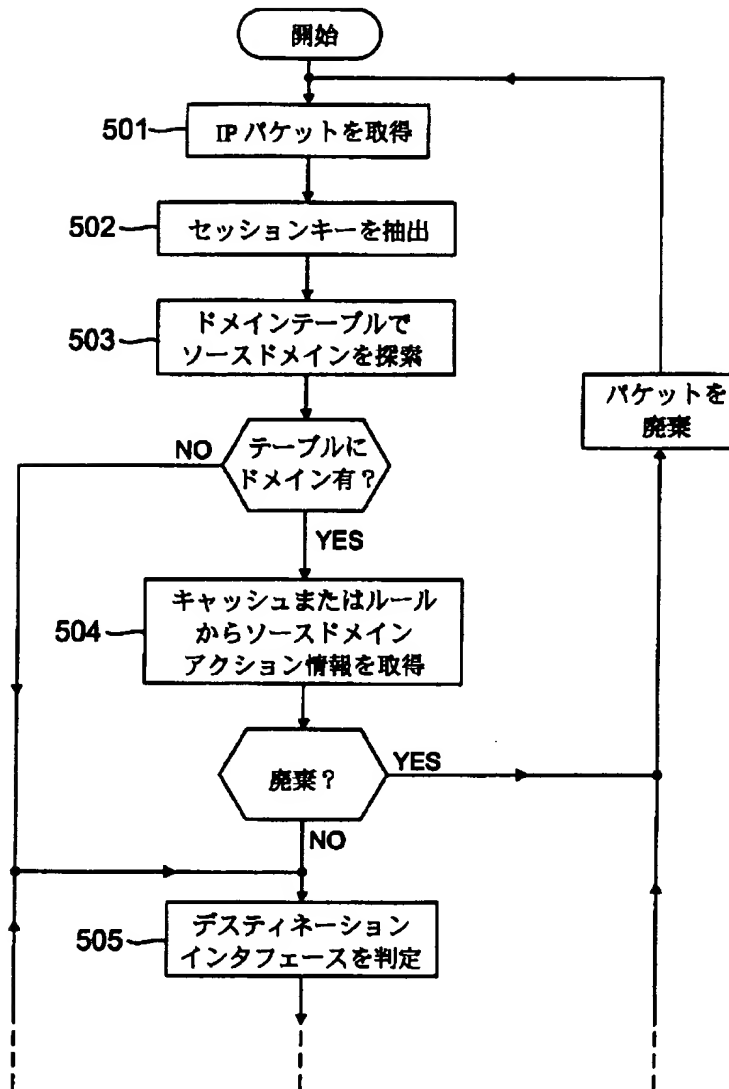 開始
501
IP パケットを取得
502
セッションキーを抽出
503
ドメインテーブルで
ソースドメインを探索
パケットを
廃棄
NO
テーブルに
ドメイン有？
YES
504
キャッシュまたはルール
からソースドメイン
アクション情報を取得
廃棄？
YES
NO
505
デスティネーション
インタフェースを判定